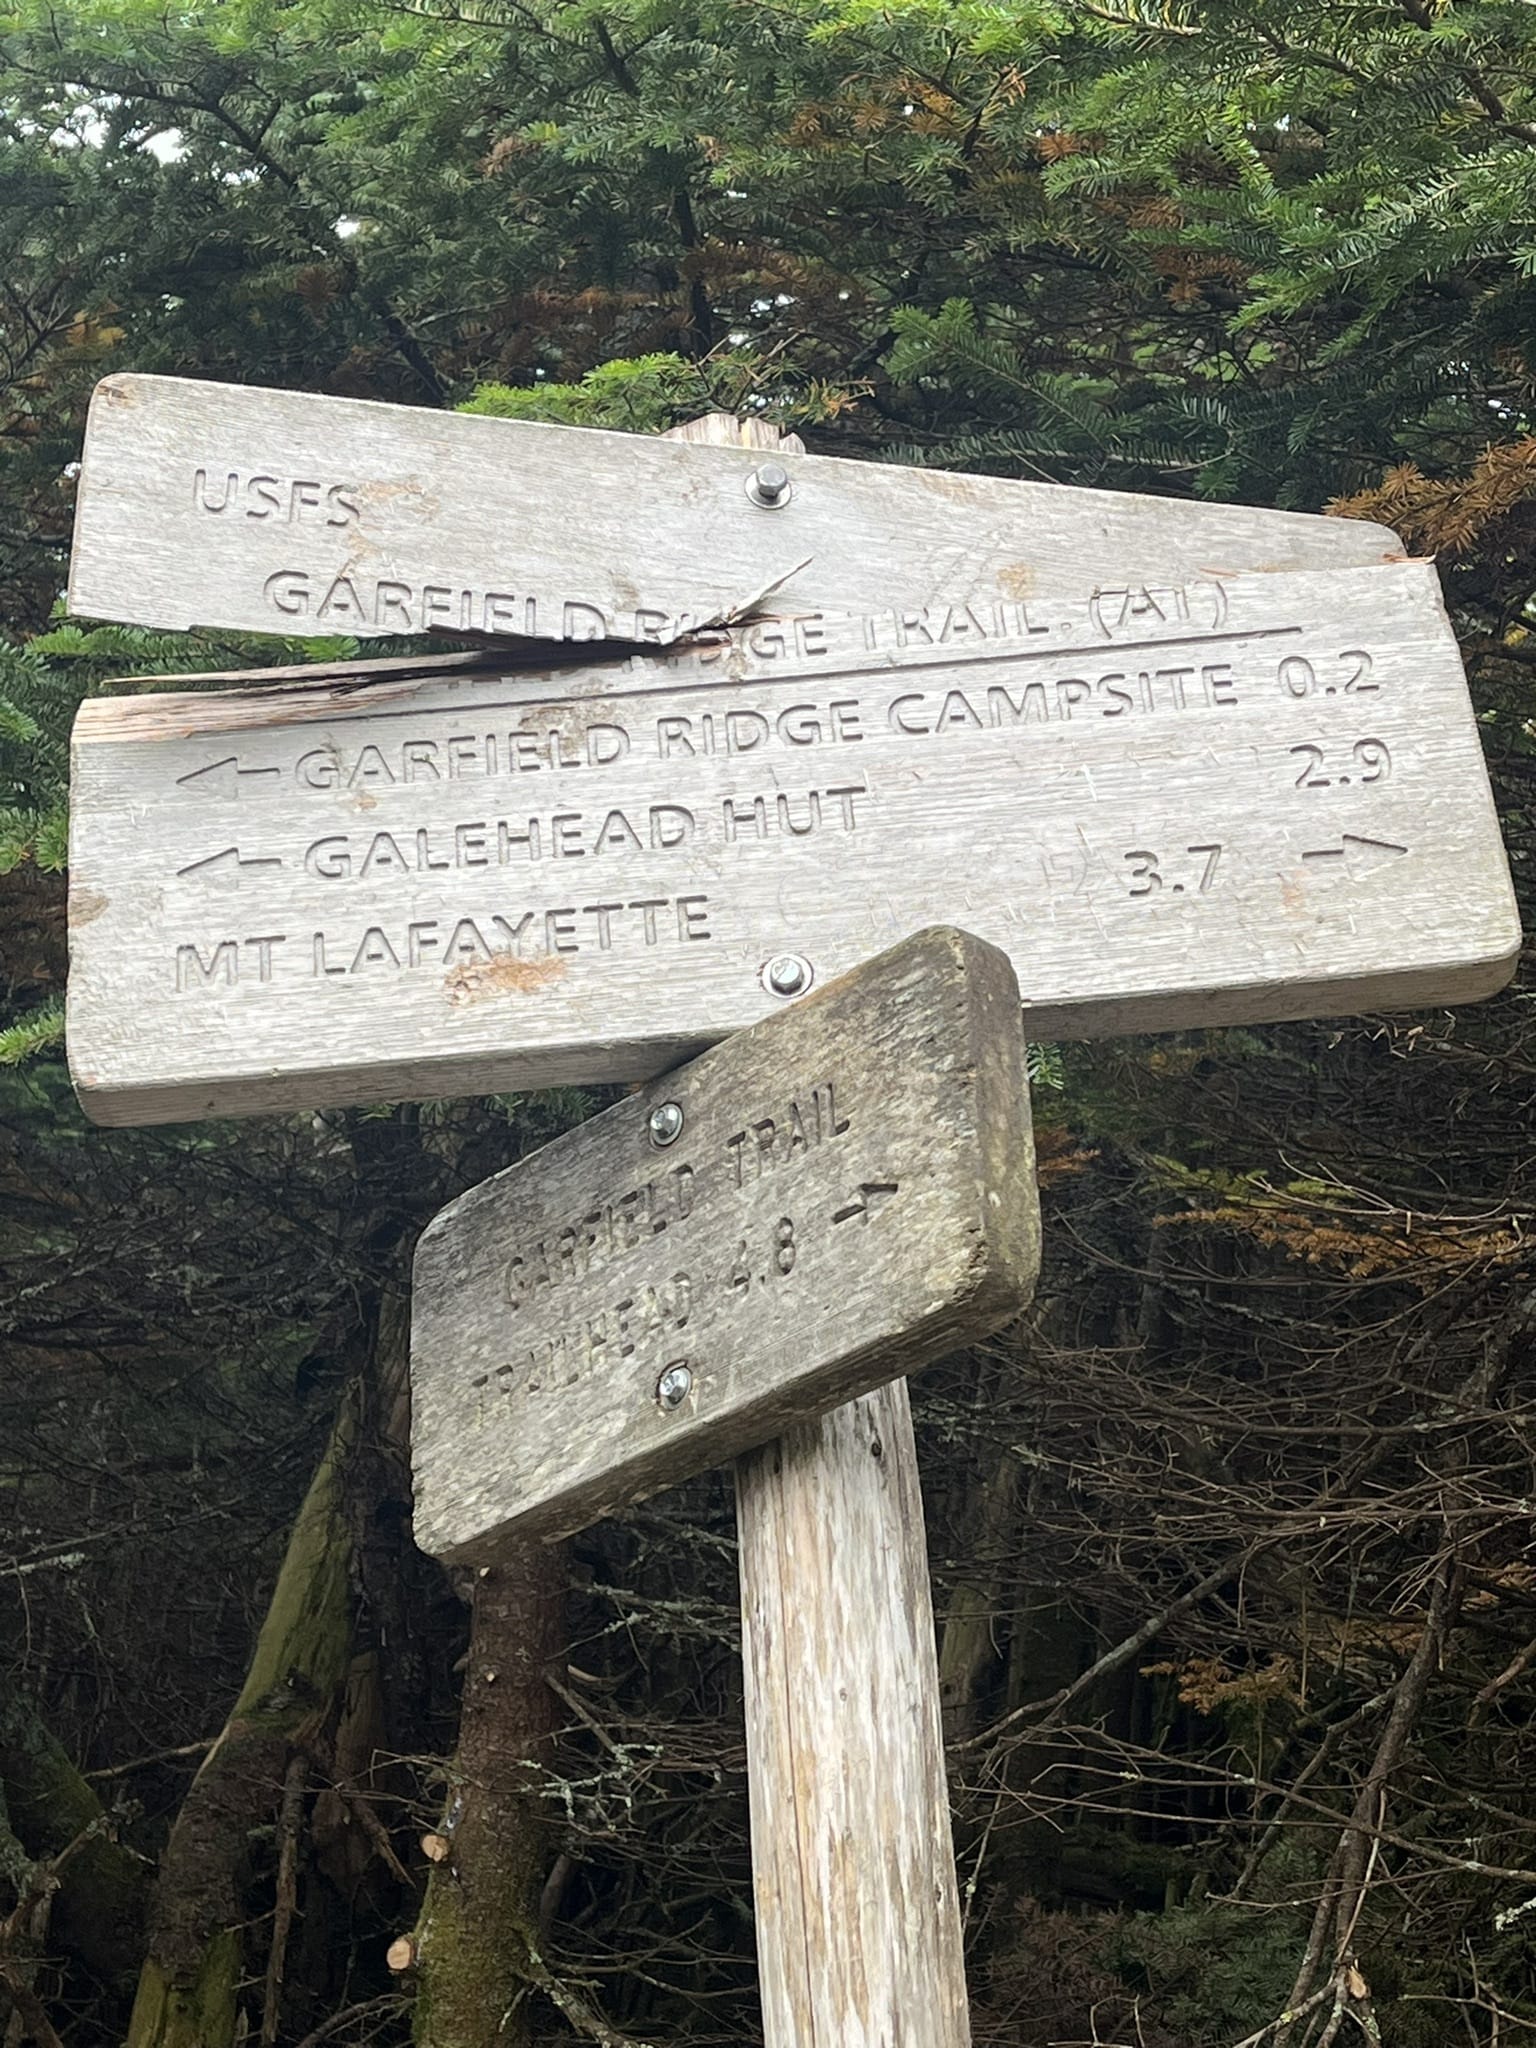 USFS
GARFIELD RIDGE TRAIL (AT)
← GARFIELD RIDGE CAMPSITE 0.2
← GALEHEAD HUT 2.9
MT LAFAYETTE 3.7 →
GARFIELD TRAIL
TRAILHEAD 4.8 →